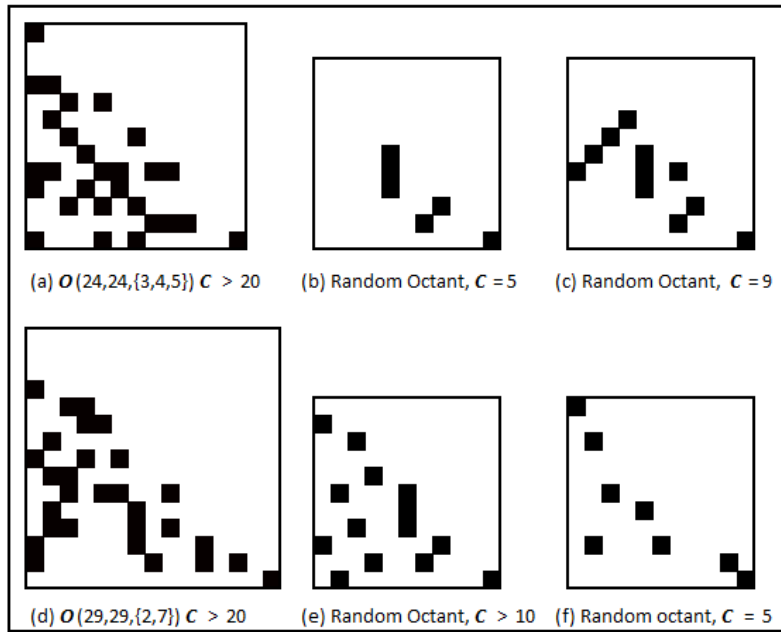 (a) O(24,24,{3,4,5}) C > 20
(b) Random Octant, C = 5
(c) Random Octant, C = 9
(d) O(29,29,{2,7}) C > 20
(e) Random Octant, C > 10
(f) Random octant, C = 5